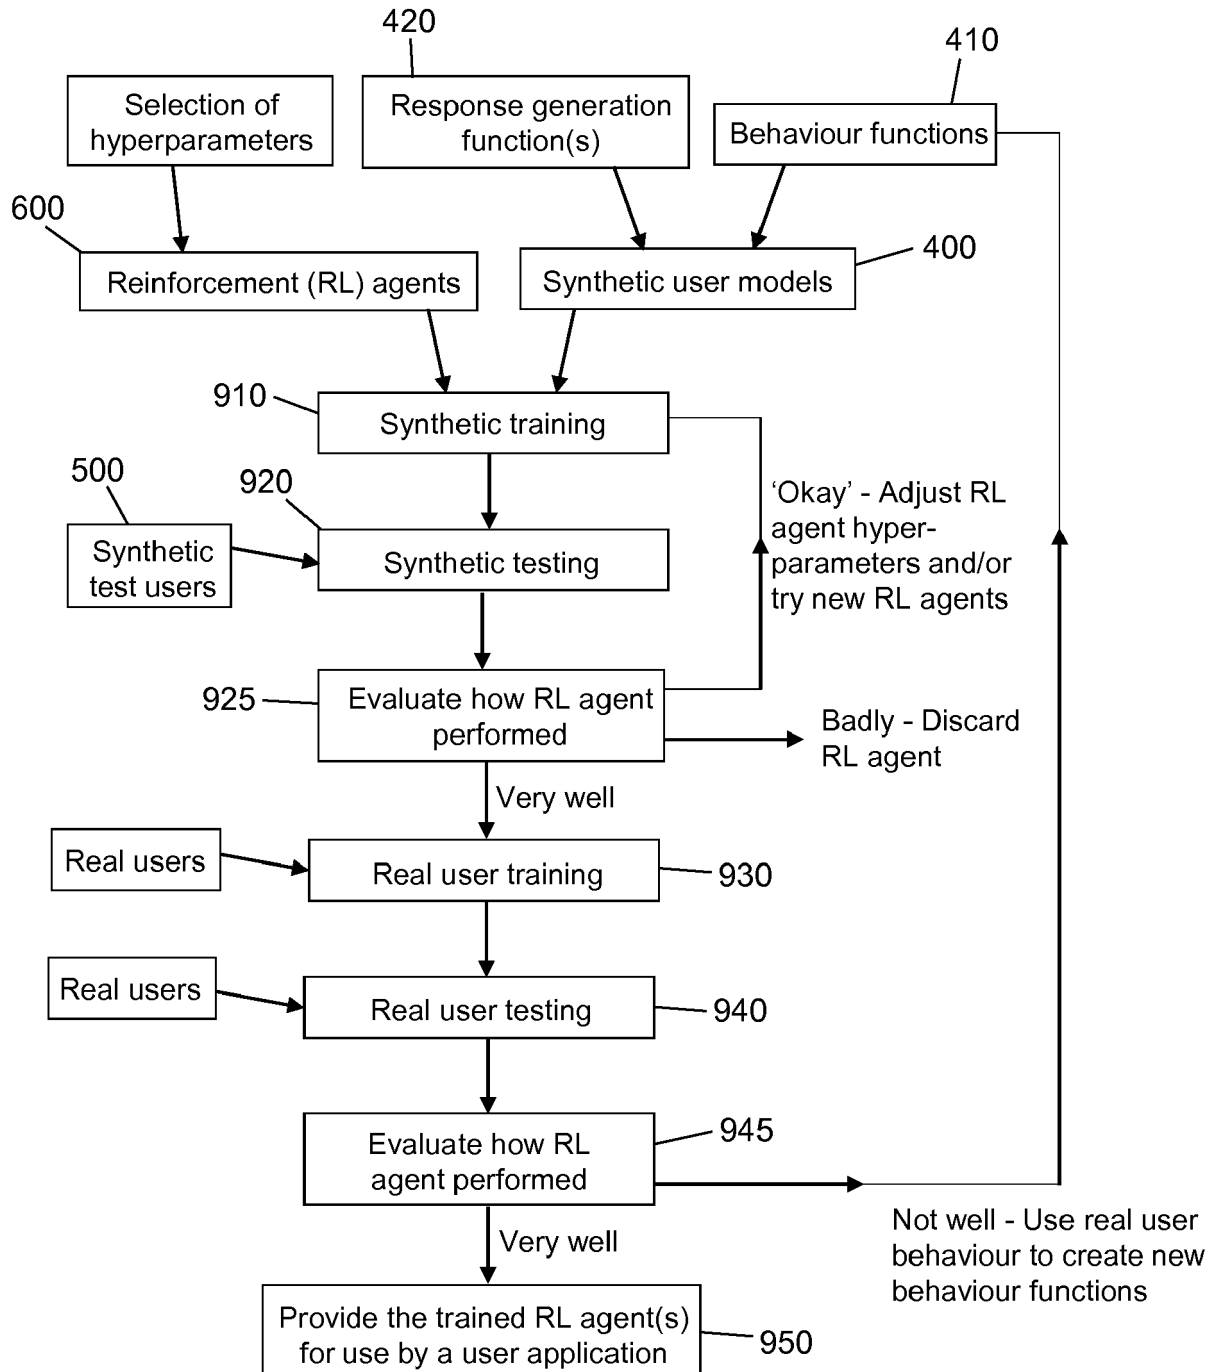 420
410
Selection of
hyperparameters
Response generation
function(s)
Behaviour functions
600
400
Reinforcement (RL) agents
Synthetic user models
910
Synthetic training
500
920
'Okay' - Adjust RL
agent hyper-
parameters and/or
try new RL agents
Synthetic
test users
Synthetic testing
925
Evaluate how RL agent
performed
Badly - Discard
RL agent
Very well
Real users
Real user training
930
Real users
Real user testing
940
Evaluate how RL
agent performed
945
Not well - Use real user
behaviour to create new
behaviour functions
Very well
Provide the trained RL agent(s)
for use by a user application
950